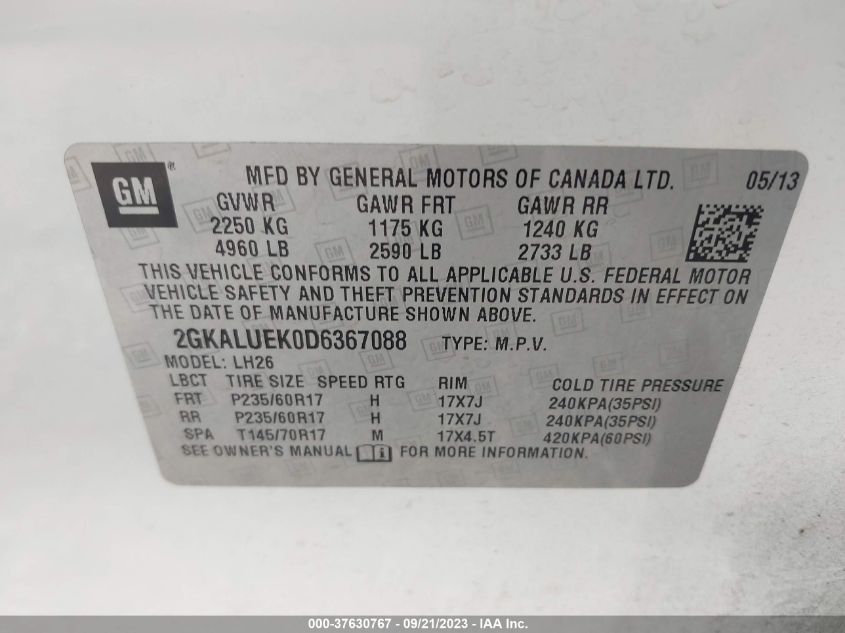 GM ® MFD BY GENERAL MOTORS OF CANADA LTD. 05/13
GVWR GAWR FRT GAWR RR
2250 KG 1175 KG 1240 KG
4960 LB 2590 LB 2733 LB
THIS VEHICLE CONFORMS TO ALL APPLICABLE U.S. FEDERAL MOTOR
VEHICLE SAFETY AND THEFT PREVENTION STANDARDS IN EFFECT ON
THE DATE OF MANUFACTURE SHOWN ABOVE.
2GKALUEK0D6367088 TYPE: M.P.V.
MODEL: LH26
LBCT TIRE SIZE SPEED RTG RIM COLD TIRE PRESSURE
FRT P235/60R17 H 17X7J 240KPA(35PSI)
RR P235/60R17 H 17X7J 240KPA(35PSI)
SPA T145/70R17 M 17X4.5T 420KPA(60PSI)
SEE OWNER'S MANUAL FOR MORE INFORMATION.
000-37630767 - 09/21/2023 - IAA Inc.